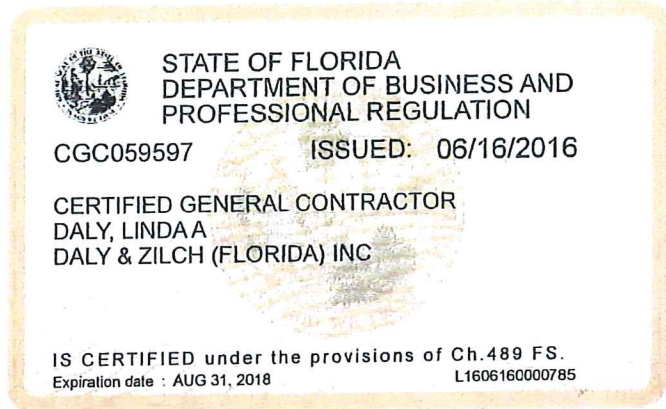 STATE OF FLORIDA
DEPARTMENT OF BUSINESS AND
PROFESSIONAL REGULATION
CGC059597 ISSUED: 06/16/2016
CERTIFIED GENERAL CONTRACTOR
DALY, LINDA A
DALY & ZILCH (FLORIDA) INC
IS CERTIFIED under the provisions of Ch.489 FS.
Expiration date : AUG 31, 2018 L1606160000785